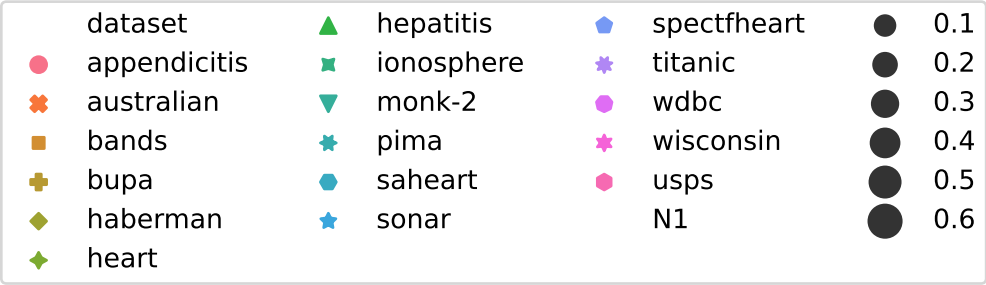 dataset
appendicitis
australian
bands
bupa
haberman
heart
hepatitis
ionosphere
monk-2
pima
saheart
sonar
spectfheart
titanic
wdbc
wisconsin
usps
N1
0.1
0.2
0.3
0.4
0.5
0.6